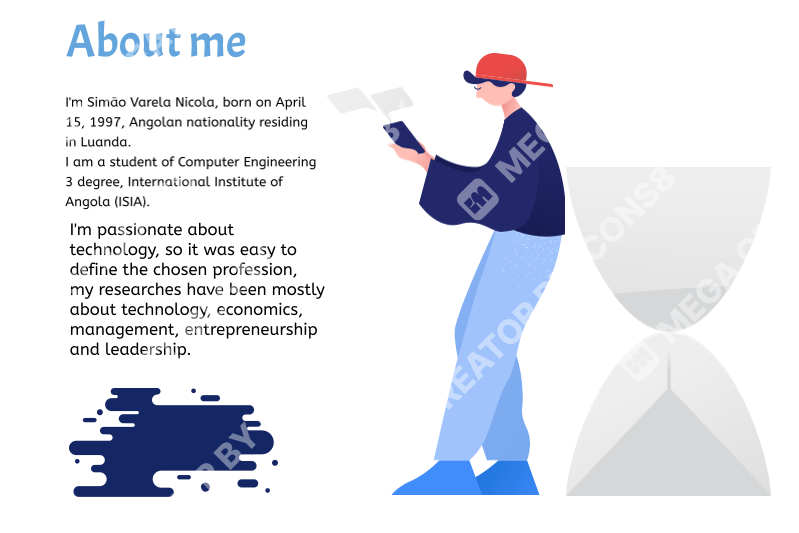 About me
I'm Simão Varela Nicola, born on April
15, 1997, Angolan nationality residing
in Luanda.
I am a student of Computer Engineering
3 degree, International Institute of
Angola (ISIA).
I'm passionate about
technology, so it was easy to
define the chosen profession,
my researches have been mostly
about technology, economics,
management, entrepreneurship
and leadership.
MEGA
CREATOR BY ICONS8
MEGA
BY